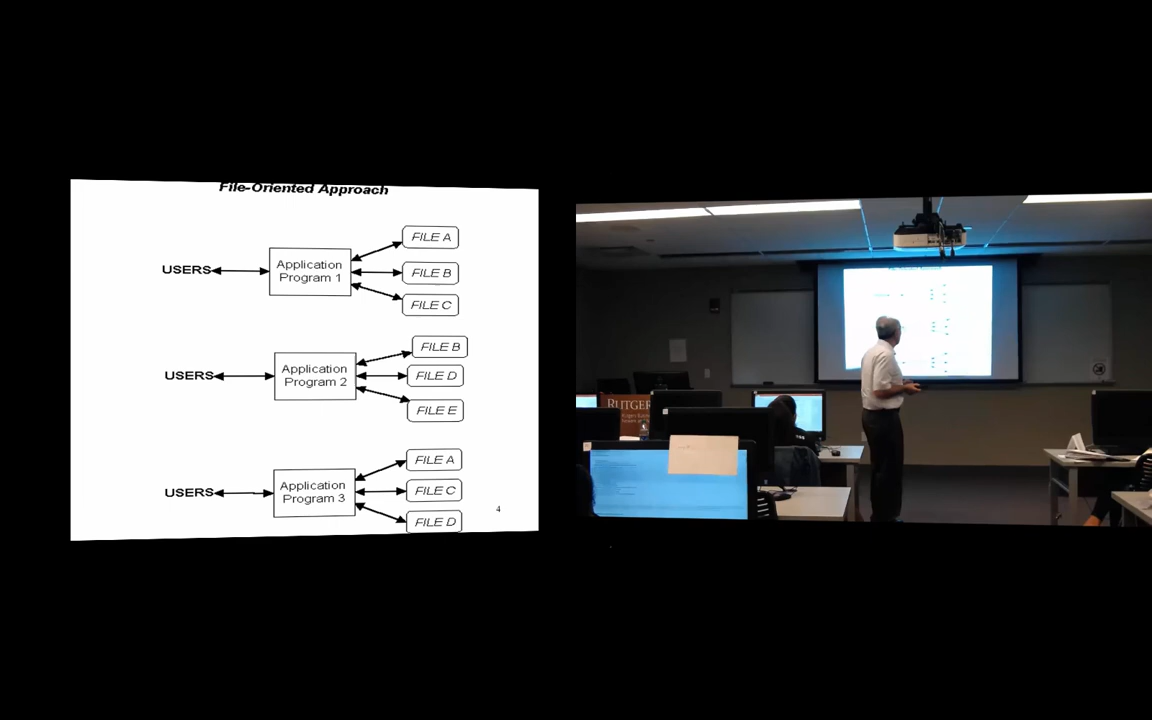 File-Oriented Approach
USERS
Application
Program 1
FILE A
FILE B
FILE C
USERS
Application
Program 2
FILE B
FILE D
FILE E
USERS
Application
Program 3
FILE A
FILE C
FILE D
4
RUTGER